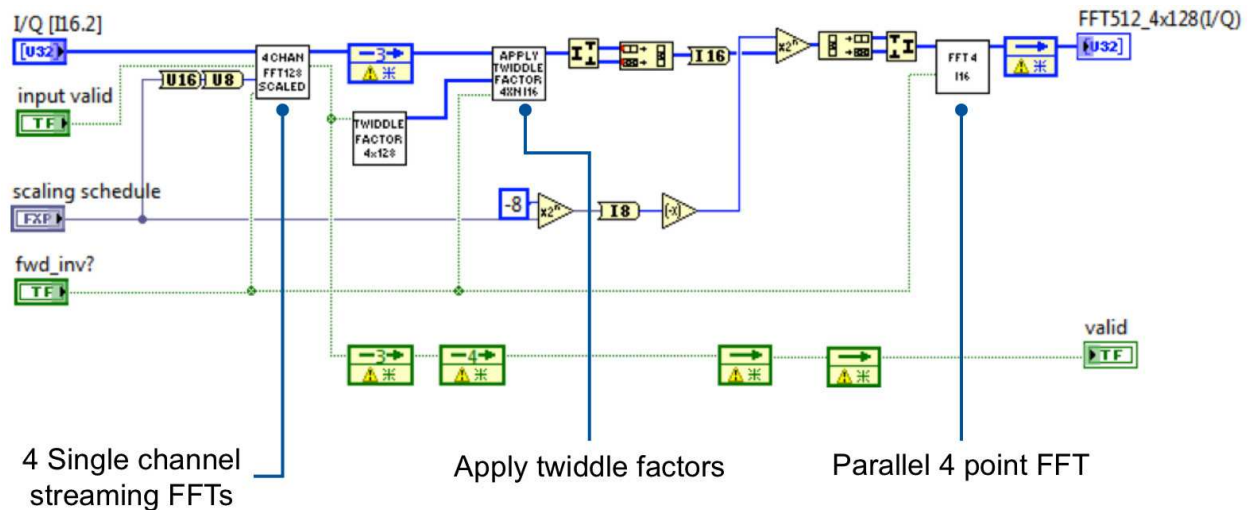 I/Q [I16.2]
FFT512_4x128(I/Q)
[U32]
4 CHAN
FFT128
SCALED
3
APPLY
TWIDDLE
FACTOR
4XN I16
I16
x2ⁿ
FFT 4
I16
U32]
U16 U8
input valid
TF
TWIDDLE
FACTOR
4x128
scaling schedule
FXP
-8
x2ⁿ
I8
(-x)
fwd_inv?
TF
valid
3
4
TF
4 Single channel
streaming FFTs
Apply twiddle factors
Parallel 4 point FFT